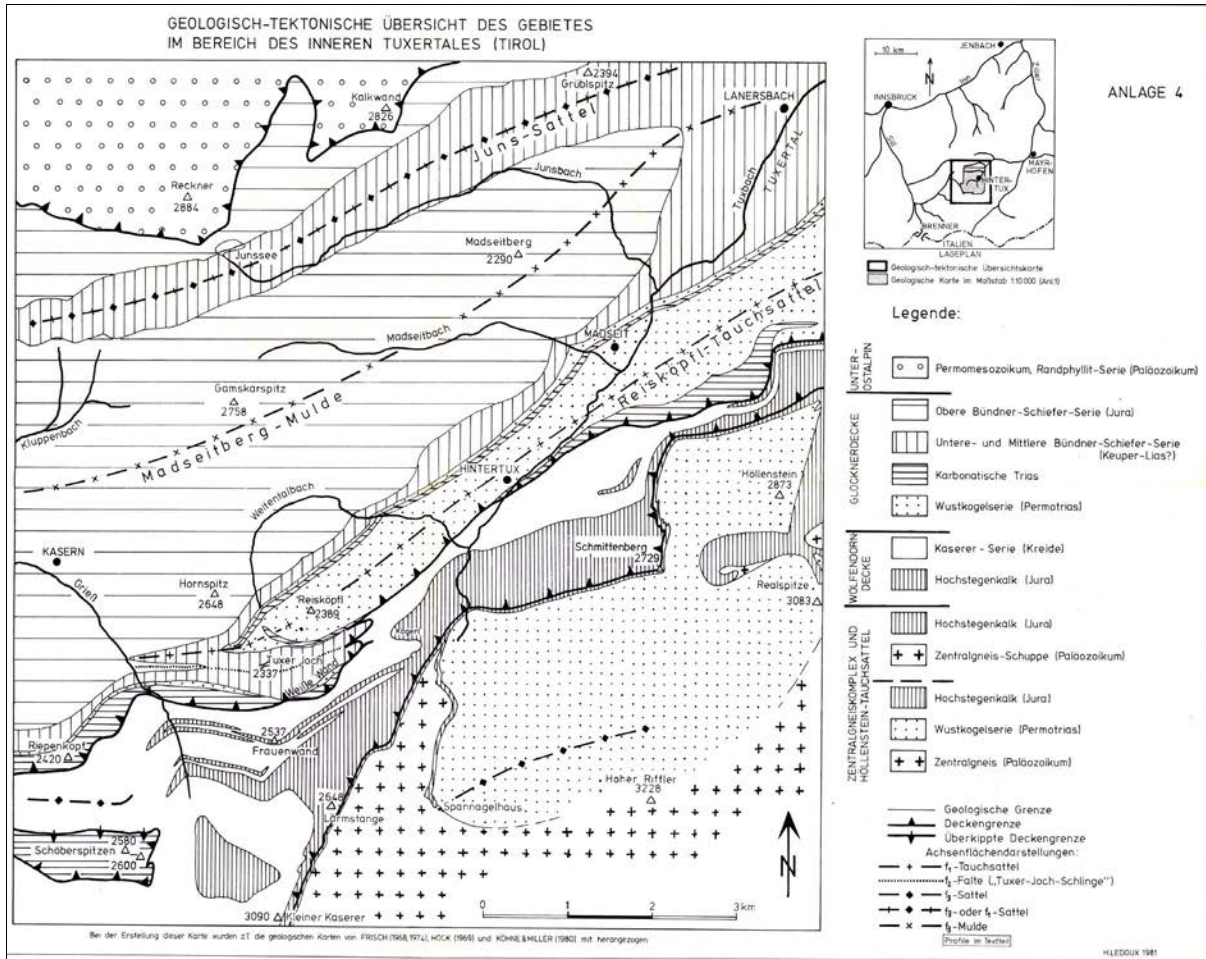 GEOLOGISCH-TEKTONISCHE ÜBERSICHT DES GEBIETES
IM BEREICH DES INNEREN TUXERTALES (TIROL)
ANLAGE 4
10 km
N
JENBACH
Inn
Ziller
INNSBRUCK
Sill
MAYR-
HOFEN
HINTER-
TUX
BRENNER
ITALIEN
LAGEPLAN
Geologisch-tektonische Übersichtskarte
Geologische Karte im Maßstab 1:10000 (Anl.1)
2394
Grüblspitz
Kalkwand
2826
LANERSBACH
Juns-Sattel
Junsbach
Tuxbach
TUXERTAL
Reckner
2884
Junssee
Madseitberg
2290
MADSEIT
Madseitbach
Reisköpfl-Tauchsattel
Gamskarspitz
2758
Kluppenbach
Madseitberg-Mulde
HINTERTUX
Höllenstein
2873
Weitentalbach
KASERN
Schmittenberg
2729
Grieß
Hornspitz
2648
Reisköpfl
2389
Realspitze
3083
Kögerl
Tuxer Joch
2337
Weiße Wand
2537
Frauenwand
Riepenkopf
2420
Hoher Riffler
3228
2648
Lärmstange
Spannagelhaus
Schöberspitzen
2580
2600
N
3090
Kleiner Kaserer
0
1
2
3 km
Legende:
UNTER-
OSTALPIN
Permomesozoikum, Randphyllit-Serie (Paläozoikum)
GLOCKNERDECKE
Obere Bündner-Schiefer-Serie (Jura)
Untere- und Mittlere Bündner-Schiefer-Serie
(Keuper-Lias?)
Karbonatische Trias
Wustkogelserie (Permotrias)
WOLFENDORN
DECKE
Kaserer-Serie (Kreide)
Hochstegenkalk (Jura)
ZENTRALGNEISKOMPLEX UND
HÖLLENSTEIN-TAUCHSATTEL
Hochstegenkalk (Jura)
Zentralgneis-Schuppe (Paläozoikum)
Hochstegenkalk (Jura)
Wustkogelserie (Permotrias)
Zentralgneis (Paläozoikum)
Geologische Grenze
Deckengrenze
Überkippte Deckengrenze
Achsenflächendarstellungen:
f₁-Tauchsattel
f₂-Falte („Tuxer-Joch-Schlinge")
f₃-Sattel
f₃-Mulde
Profile im Textteil
Bei der Erstellung dieser Karte wurden z.T. die geologischen Karten von FRISCH (1968, 1974), HÖCK (1969) und KÖHNE & MILLER (1980) mit herangezogen
H.LEDOUX 1981